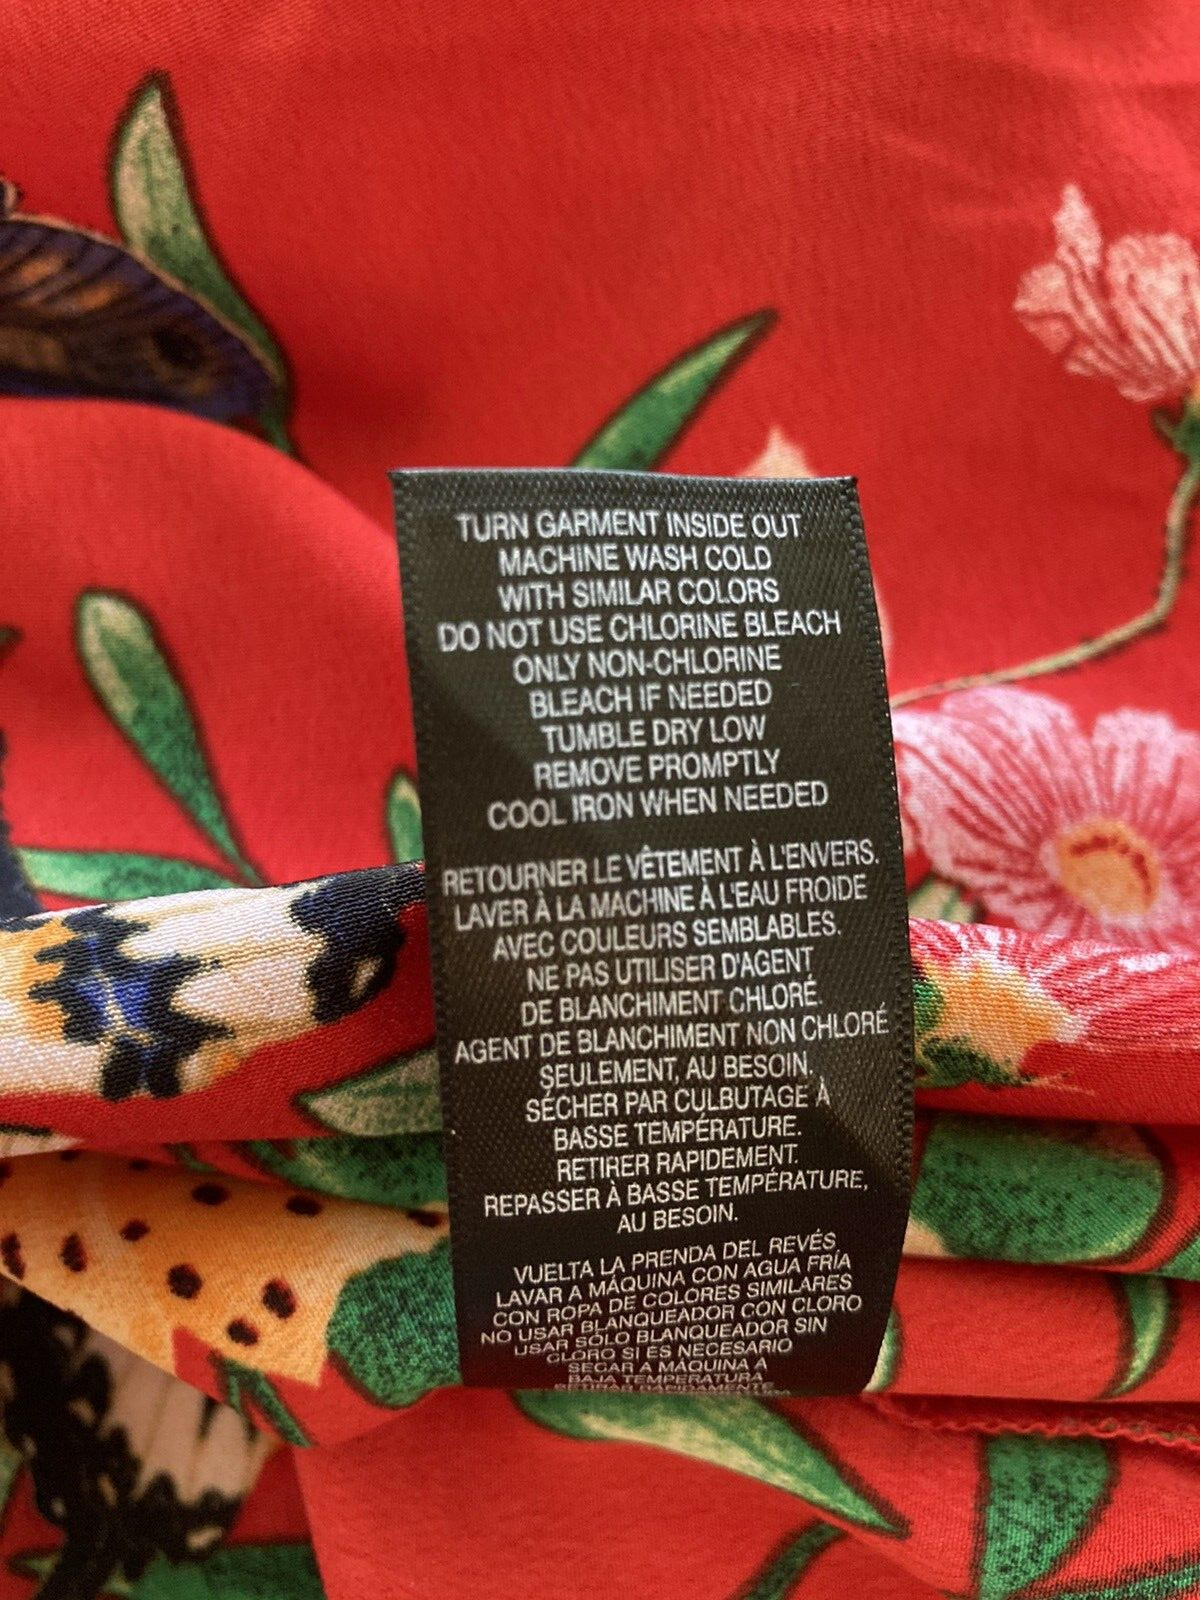 TURN GARMENT INSIDE OUT
MACHINE WASH COLD
WITH SIMILAR COLORS
DO NOT USE CHLORINE BLEACH
ONLY NON-CHLORINE
BLEACH IF NEEDED
TUMBLE DRY LOW
REMOVE PROMPTLY
COOL IRON WHEN NEEDED
RETOURNER LE VÊTEMENT À L'ENVERS.
LAVER À LA MACHINE À L'EAU FROIDE
AVEC COULEURS SEMBLABLES.
NE PAS UTILISER D'AGENT
DE BLANCHIMENT CHLORÉ.
AGENT DE BLANCHIMENT NON CHLORÉ
SEULEMENT, AU BESOIN.
SÉCHER PAR CULBUTAGE À
BASSE TEMPÉRATURE.
RETIRER RAPIDEMENT.
REPASSER À BASSE TEMPÉRATURE,
AU BESOIN.
VUELTA LA PRENDA DEL REVÉS
LAVAR A MÁQUINA CON AGUA FRÍA
CON ROPA DE COLORES SIMILARES
NO USAR BLANQUEADOR CON CLORO
USAR SÓLO BLANQUEADOR SIN
CLORO SI ES NECESARIO
SECAR A MÁQUINA A
BAJA TEMPERATURA
RETIRAR RÁPIDAMENTE